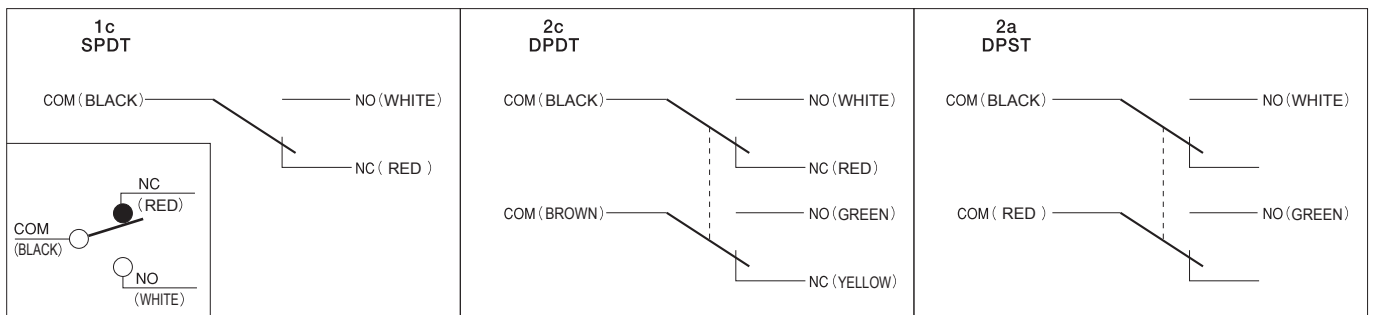 1c
SPDT
COM (BLACK)
NO (WHITE)
NC ( RED )
NC
(RED)
COM
(BLACK)
NO
(WHITE)
2c
DPDT
COM (BLACK)
NO (WHITE)
NC (RED)
COM (BROWN)
NO (GREEN)
NC (YELLOW)
2a
DPST
COM (BLACK)
NO (WHITE)
COM ( RED )
NO (GREEN)